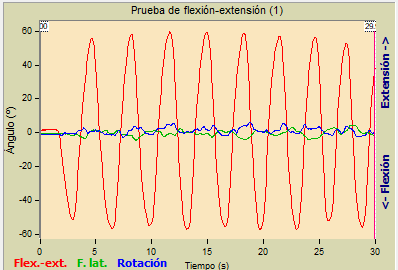 Prueba de flexión-extensión (1)
00
29.
60
40
20
0
-20
-40
-60
Ángulo (º)
Extensión ->
<- Flexión
0
5
10
15
20
25
30
Flex.-ext.
F. lat.
Rotación
Tiempo (s)